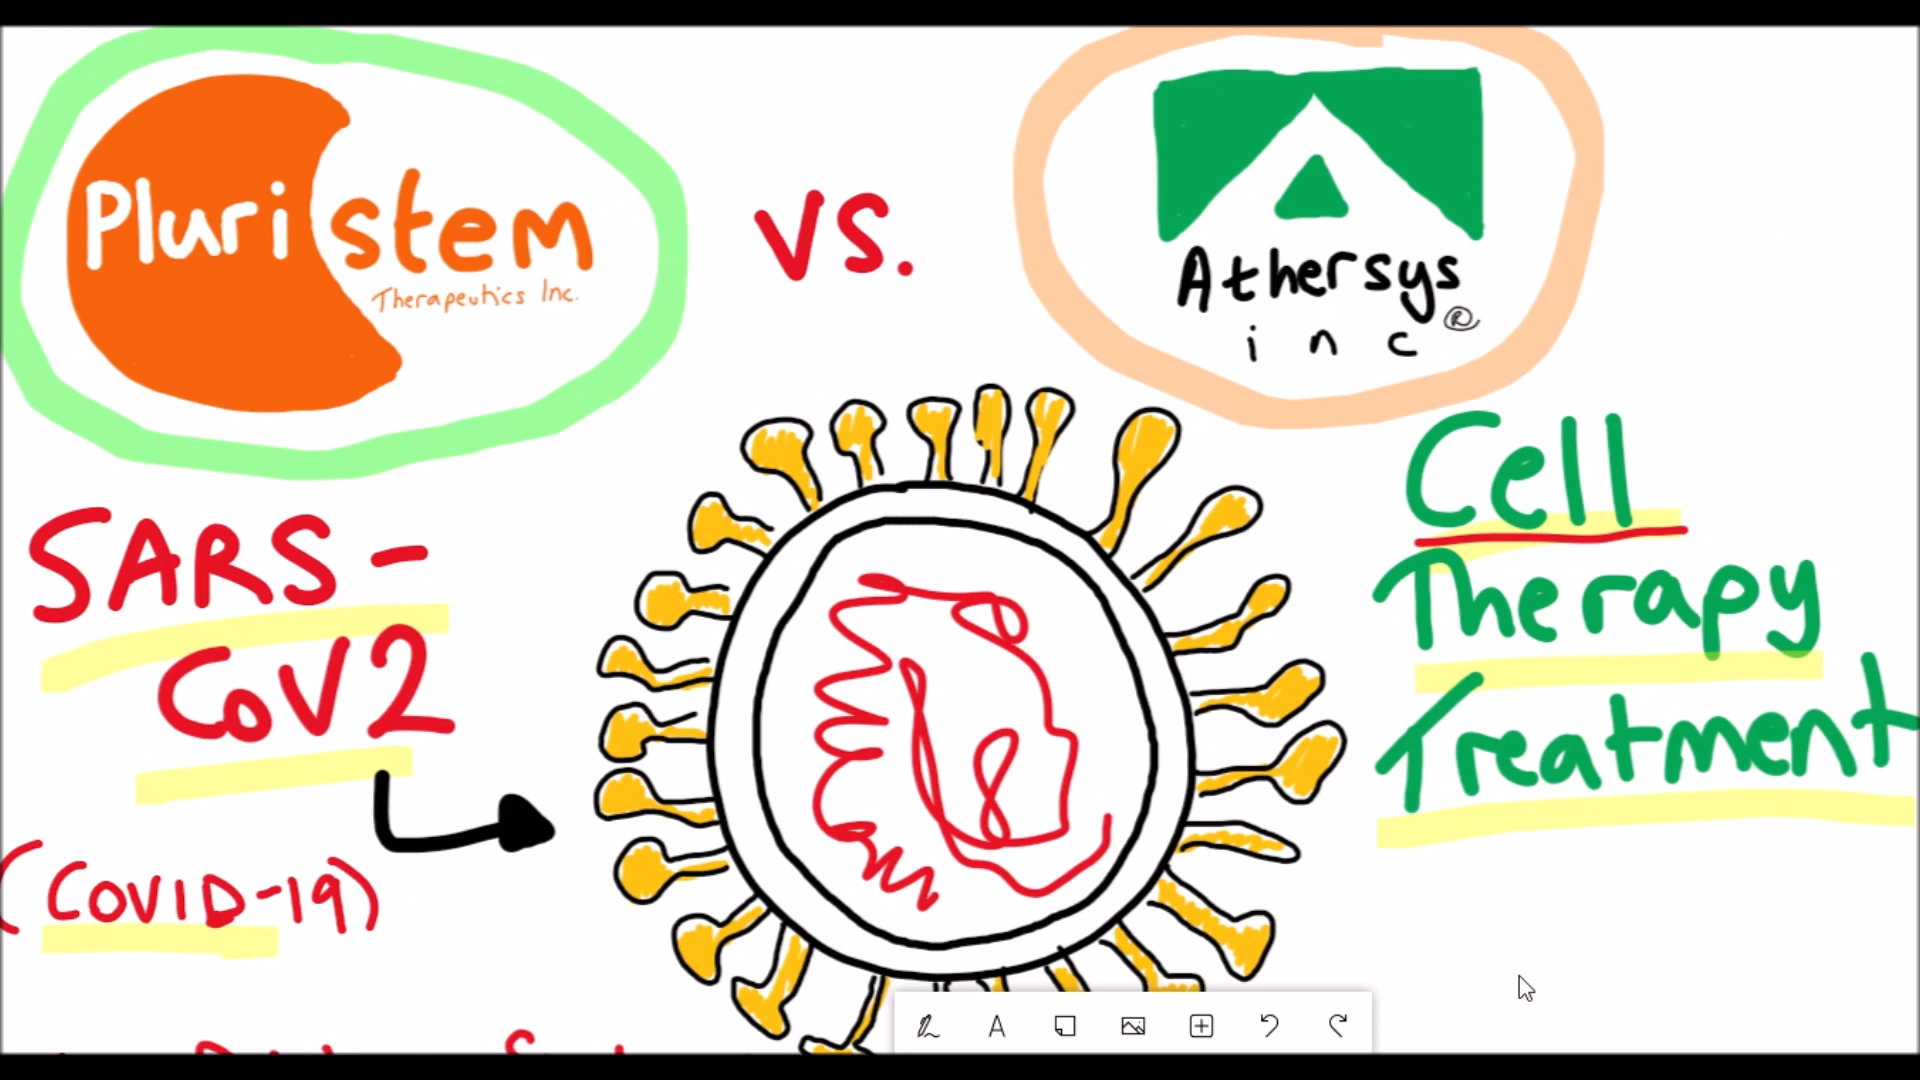 Pluristem
Therapeutics Inc.
vs.
Athersys
inc ®
SARS-
CoV2
(COVID-19)
Cell
Therapy
Treatment
A